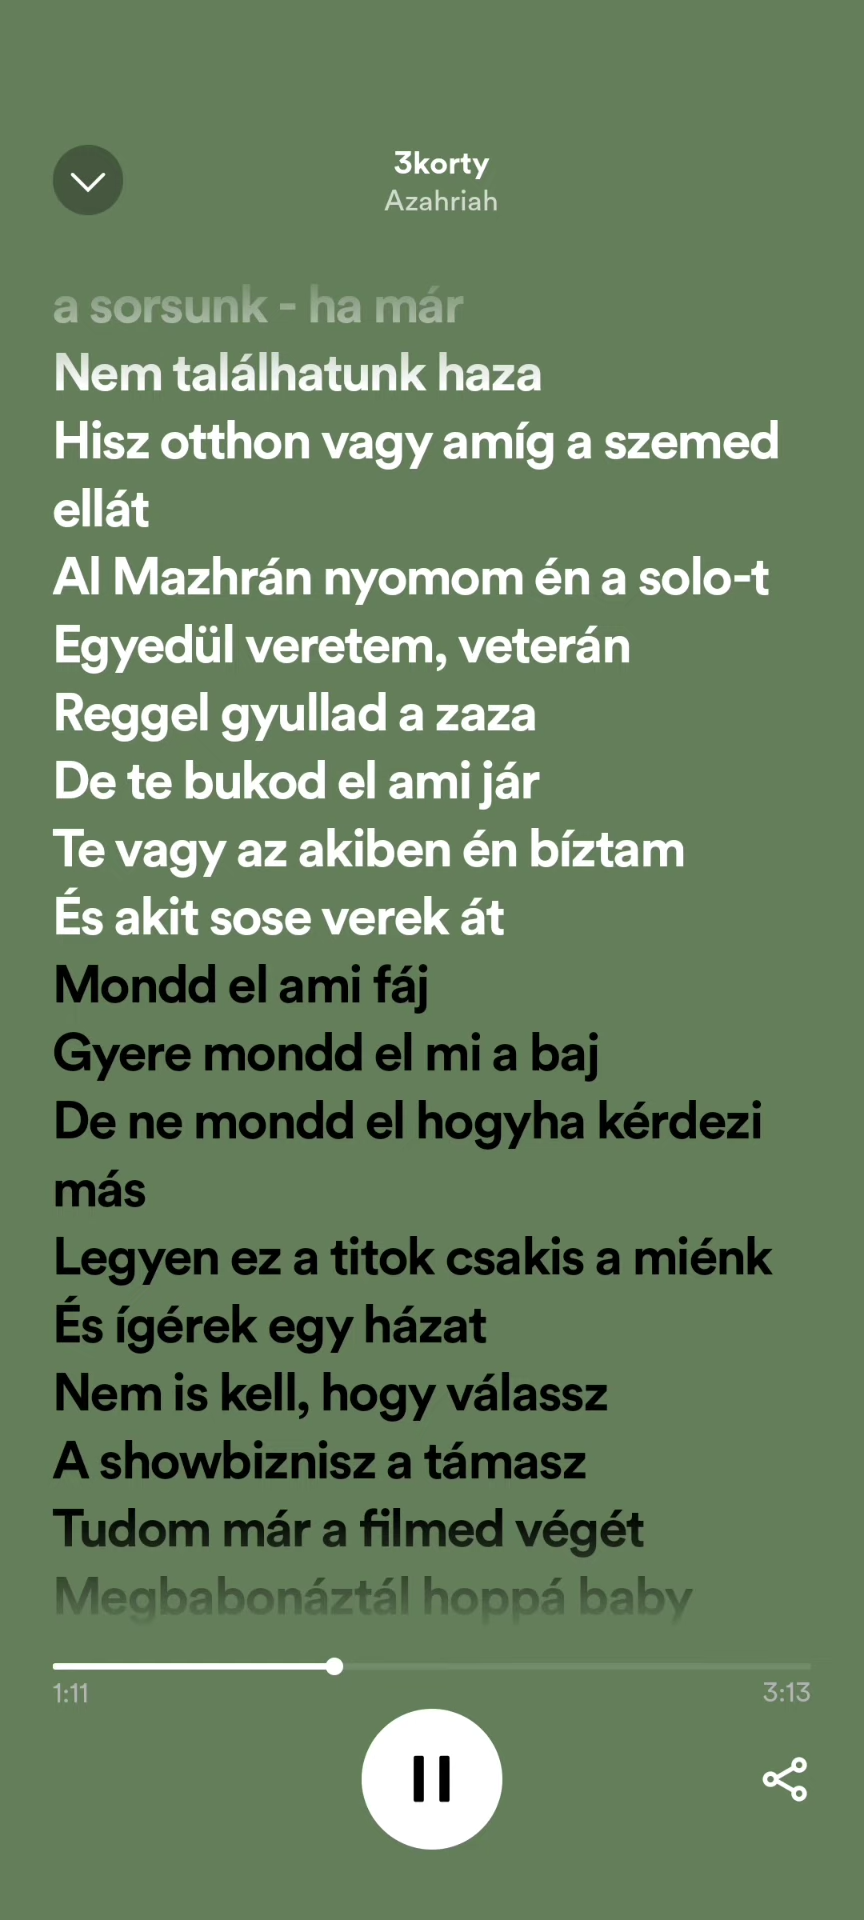 3korty
Azahriah
a sorsunk - ha már
Nem találhatunk haza
Hisz otthon vagy amíg a szemed
ellát
Al Mazhrán nyomom én a solo-t
Egyedül veretem, veterán
Reggel gyullad a zaza
De te bukod el ami jár
Te vagy az akiben én bíztam
És akit sose verek át
Mondd el ami fáj
Gyere mondd el mi a baj
De ne mondd el hogyha kérdezi
más
Legyen ez a titok csakis a miénk
És ígérek egy házat
Nem is kell, hogy válassz
A showbiznisz a támasz
Tudom már a filmed végét
Megbabonáztál hoppá baby
1:11
3:13